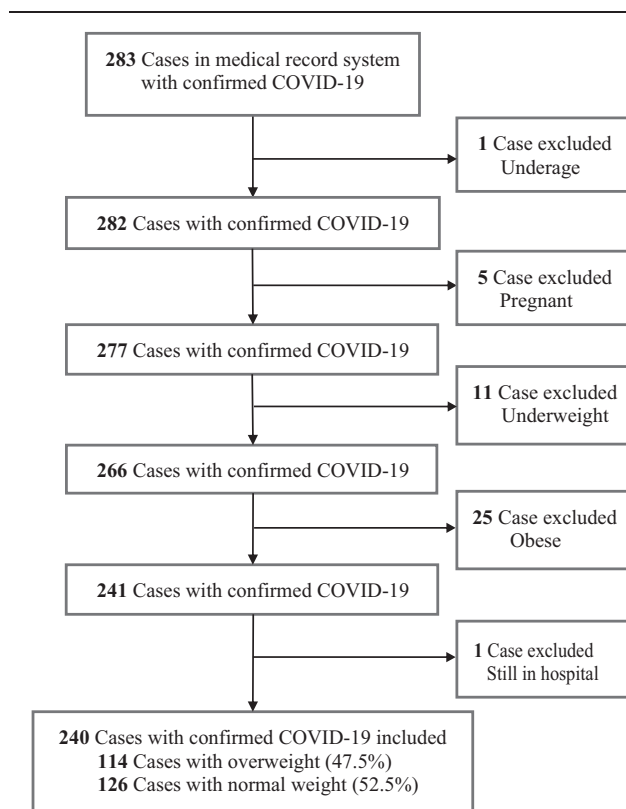 283 Cases in medical record system
with confirmed COVID-19
1 Case excluded
Underage
282 Cases with confirmed COVID-19
5 Case excluded
Pregnant
277 Cases with confirmed COVID-19
11 Case excluded
Underweight
266 Cases with confirmed COVID-19
25 Case excluded
Obese
241 Cases with confirmed COVID-19
1 Case excluded
Still in hospital
240 Cases with confirmed COVID-19 included
114 Cases with overweight (47.5%)
126 Cases with normal weight (52.5%)